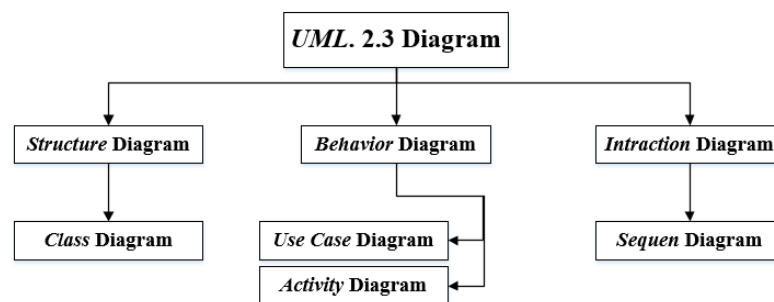 UML. 2.3 Diagram
Structure Diagram
Behavior Diagram
Intraction Diagram
Class Diagram
Use Case Diagram
Sequen Diagram
Activity Diagram